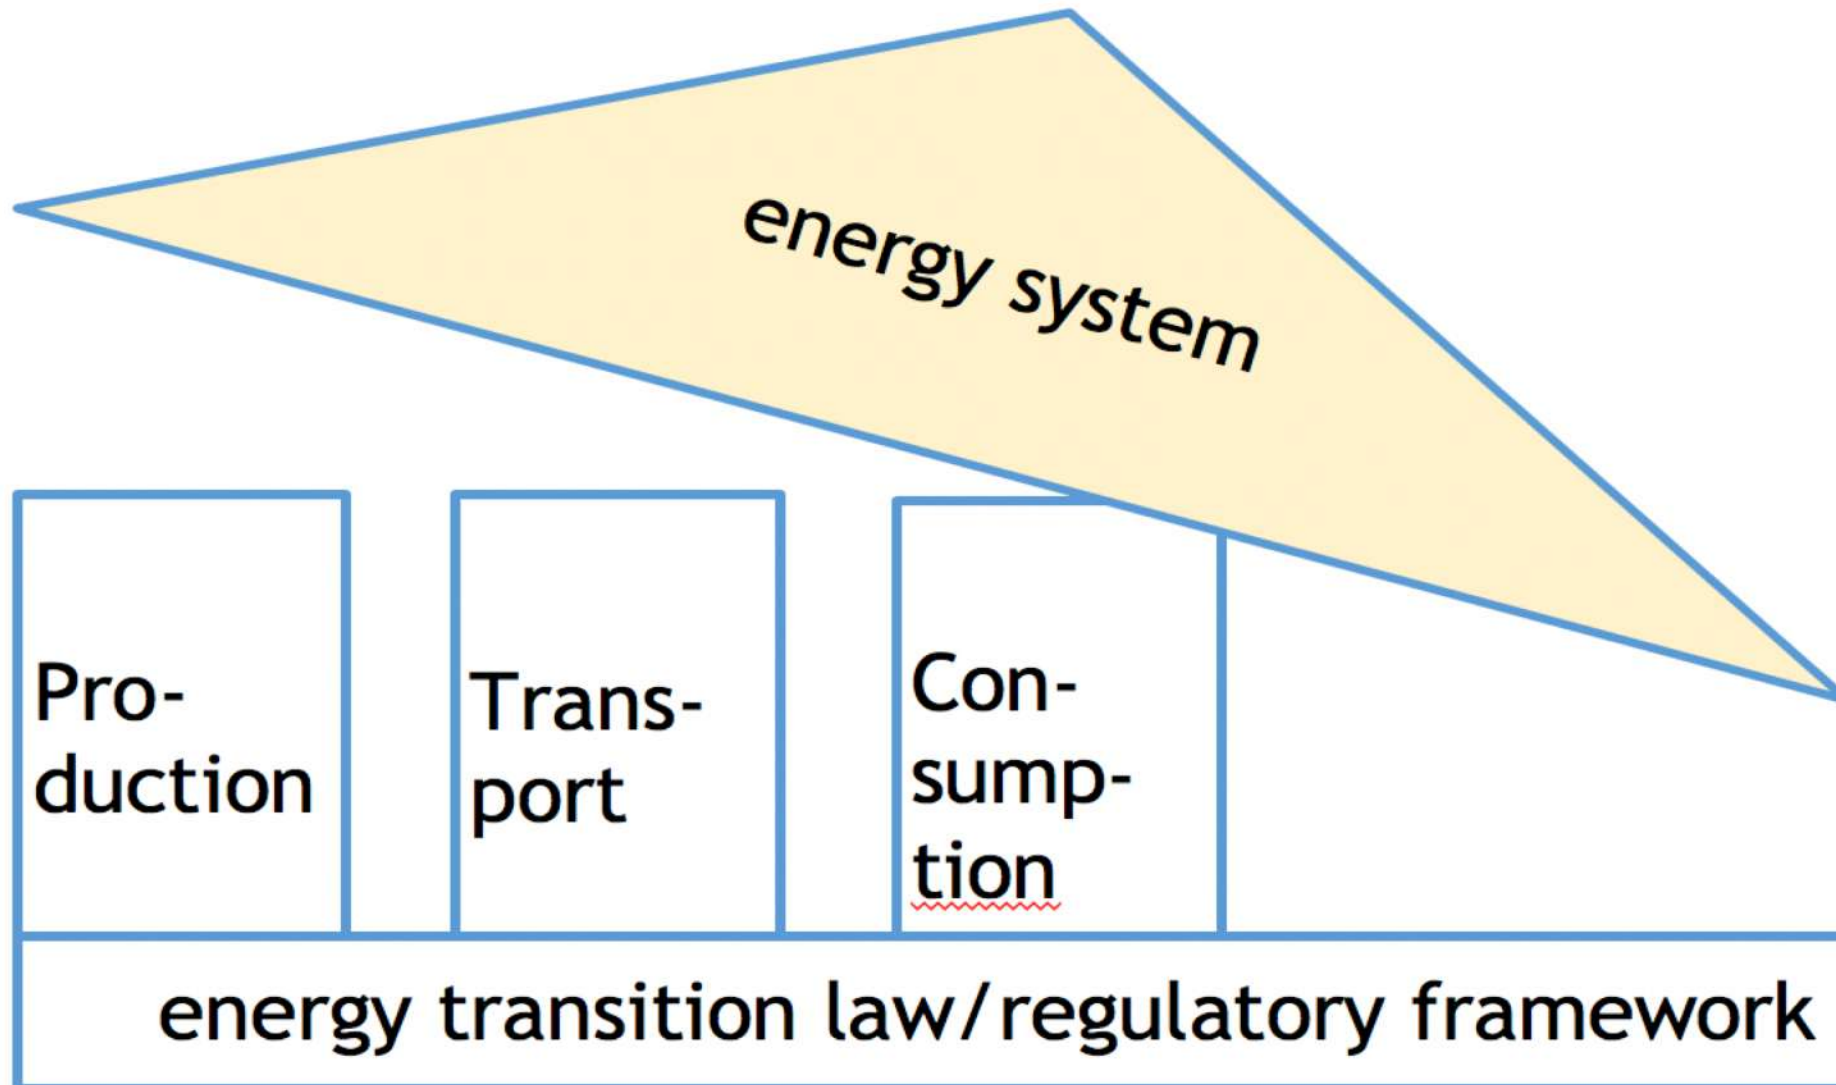 energy system
Pro-
duction
Trans-
port
Con-
sump-
tion
energy transition law/regulatory framework